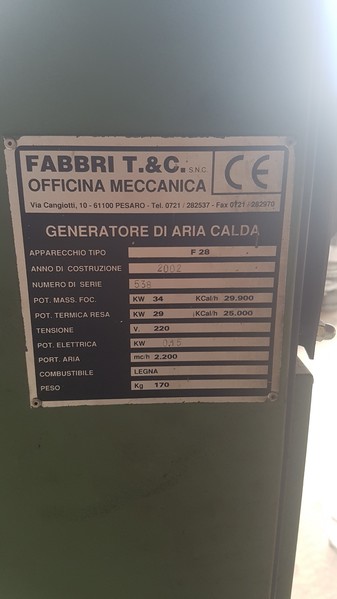 FABBRI T.&C. S.N.C.
OFFICINA MECCANICA
CE
Via Cangiotti, 10 - 61100 PESARO - Tel. 0721 / 282537 - Fax 0721 / 282970
GENERATORE DI ARIA CALDA
APPARECCHIO TIPO F 28
ANNO DI COSTRUZIONE 2002
NUMERO DI SERIE
POT. MASS. FOC. KW 34 KCal/h 29,900
POT. TERMICA RESA KW 29 KCal/h 25,000
TENSIONE V. 220
POT. ELETTRICA KW
PORT. ARIA mc/h 2.200
COMBUSTIBILE LEGNA
PESO Kg 170